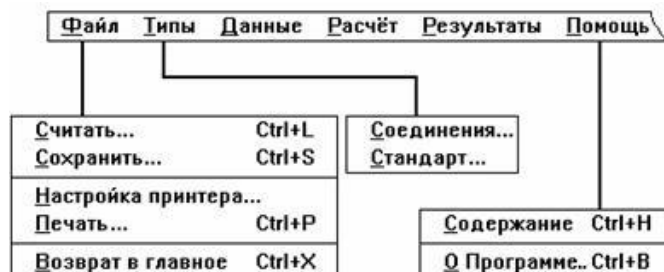 Файл Типы Данные Расчёт Результаты Помощь
Считать... Ctrl+L
Сохранить... Ctrl+S
Настройка принтера...
Печать... Ctrl+P
Возврат в главное Ctrl+X
Соединения...
Стандарт...
Содержание Ctrl+H
О Программе.. Ctrl+B